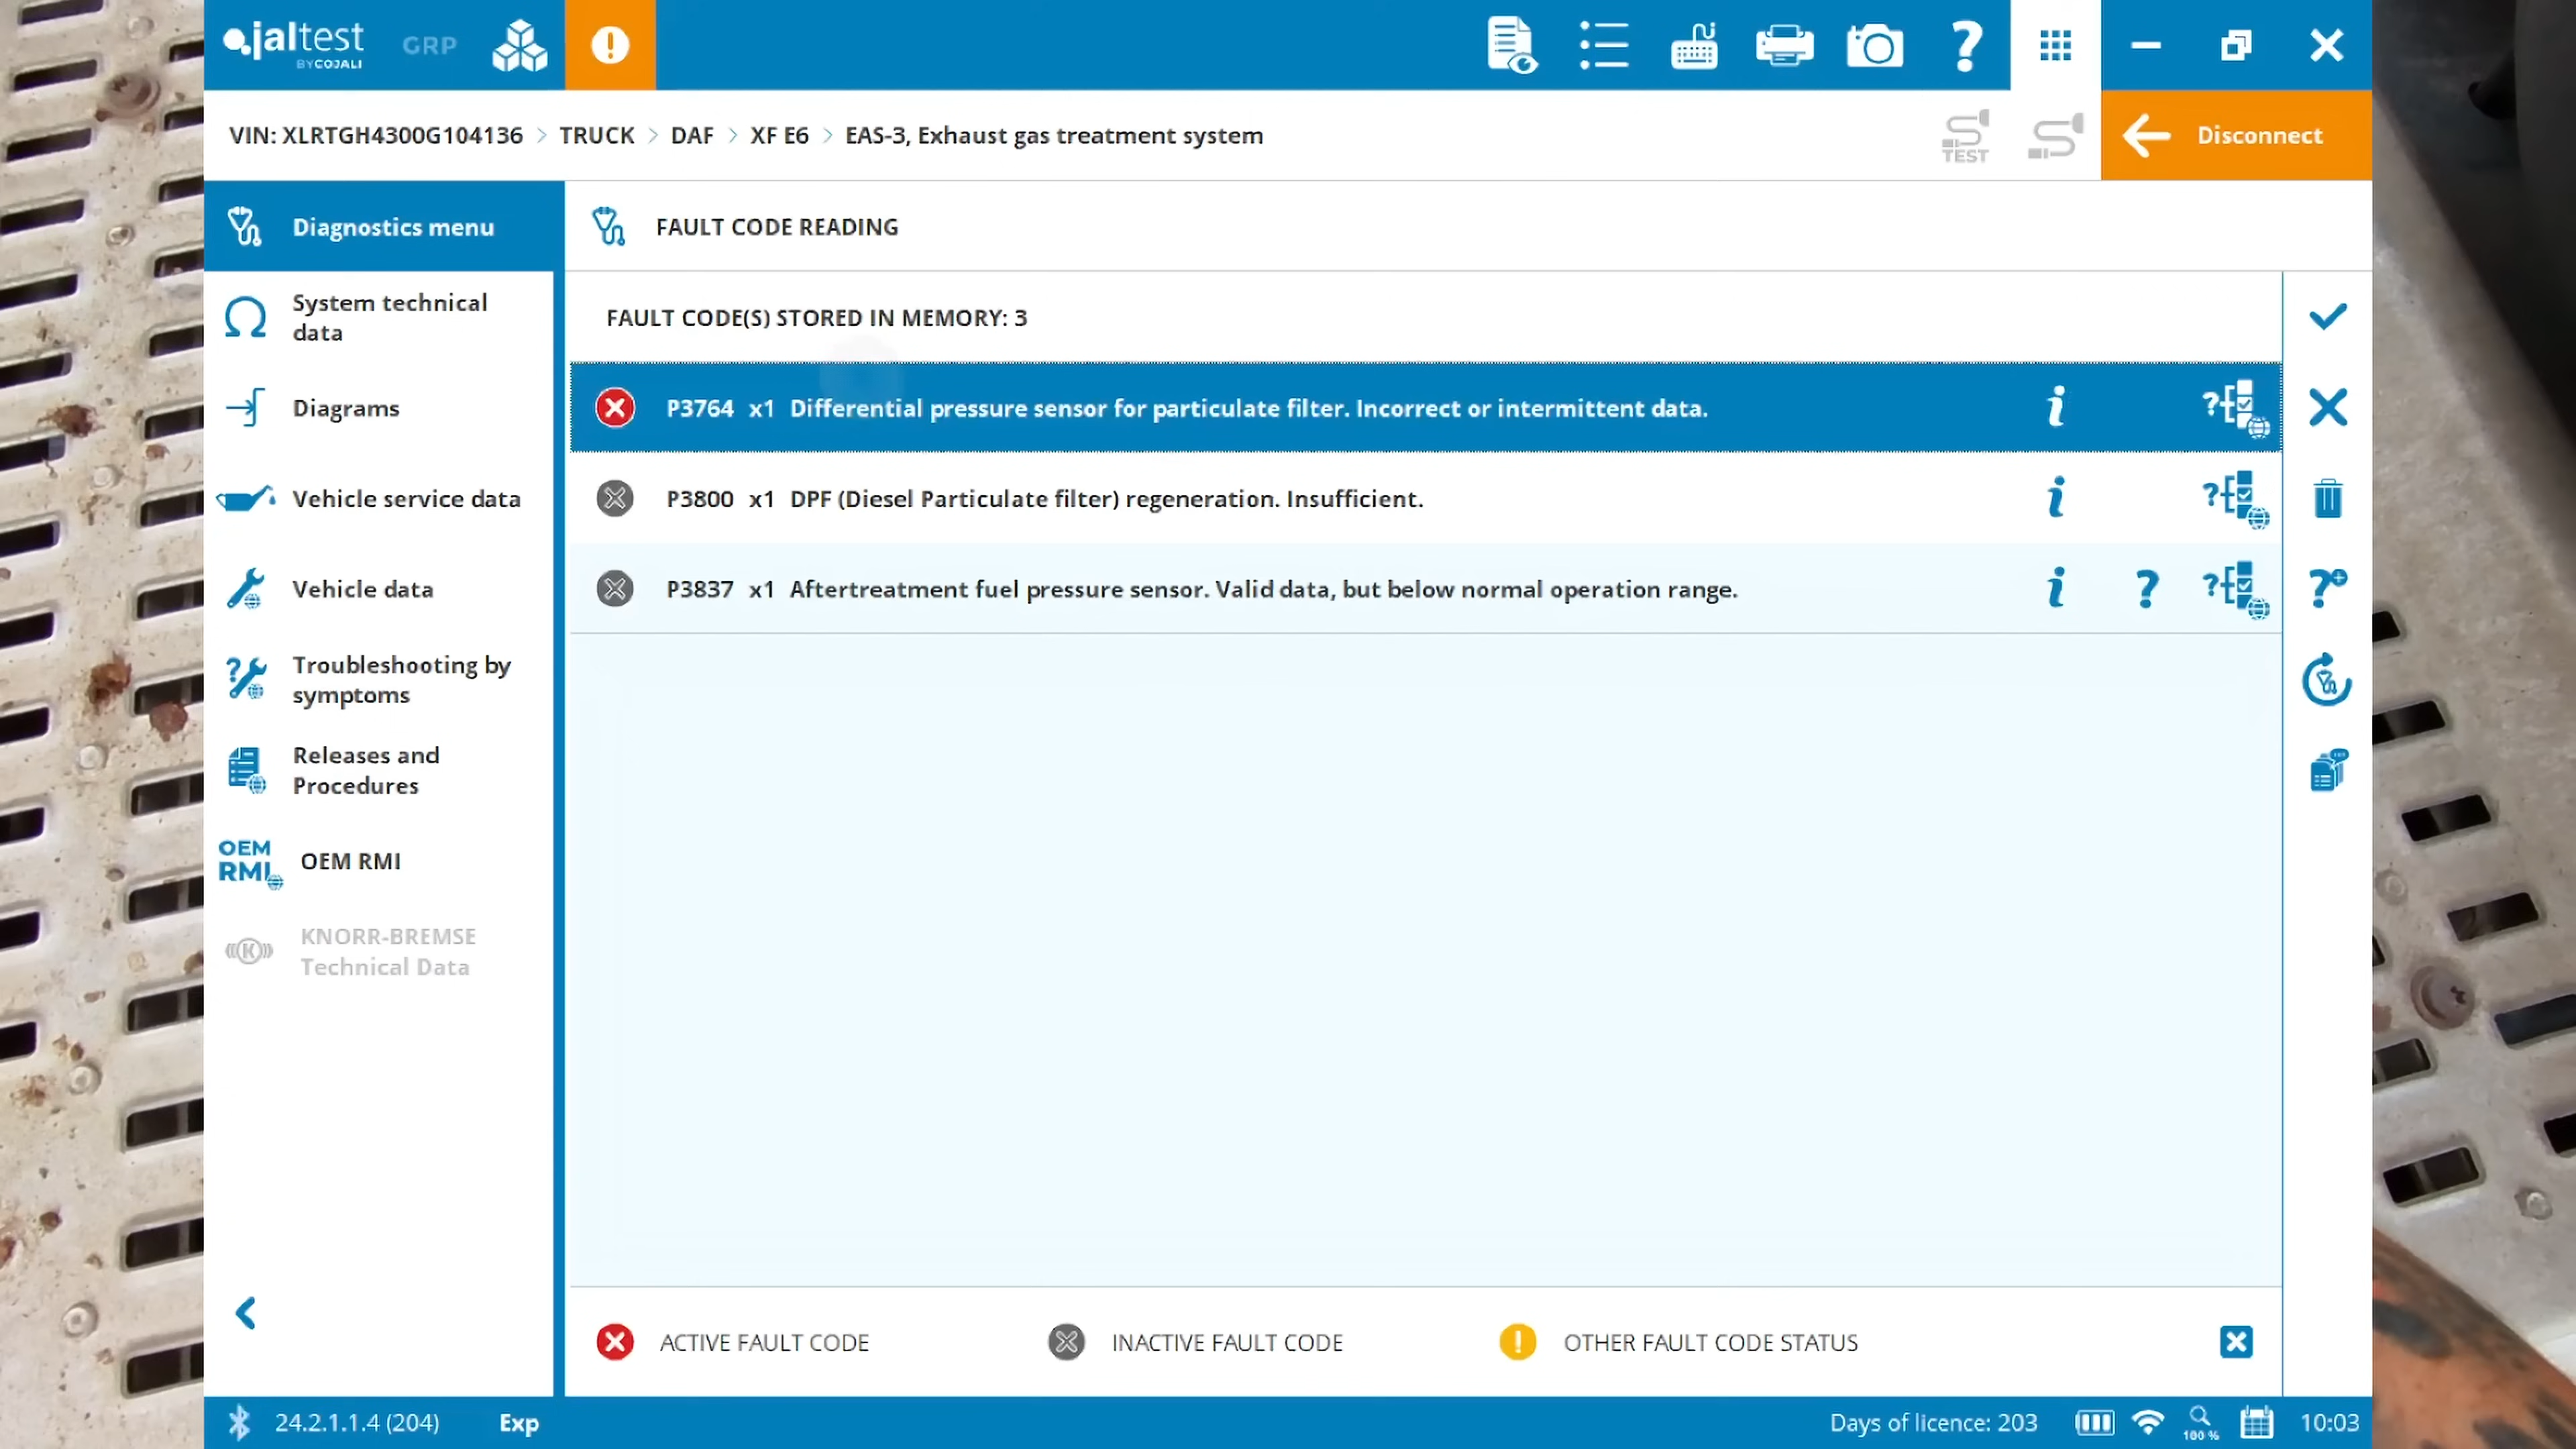 jaltest
BY COJALI
GRP
VIN: XLRTGH4300G104136 > TRUCK > DAF > XF E6 > EAS-3, Exhaust gas treatment system
TEST
Disconnect
Diagnostics menu
FAULT CODE READING
System technical
data
Diagrams
Vehicle service data
Vehicle data
Troubleshooting by
symptoms
Releases and
Procedures
OEM
RMI
OEM RMI
K
KNORR-BREMSE
Technical Data
FAULT CODE(S) STORED IN MEMORY: 3
P3764 x1 Differential pressure sensor for particulate filter. Incorrect or intermittent data.
P3800 x1 DPF (Diesel Particulate filter) regeneration. Insufficient.
P3837 x1 Aftertreatment fuel pressure sensor. Valid data, but below normal operation range.
ACTIVE FAULT CODE
INACTIVE FAULT CODE
OTHER FAULT CODE STATUS
24.2.1.1.4 (204)
Exp
Days of licence: 203
100 %
10:03